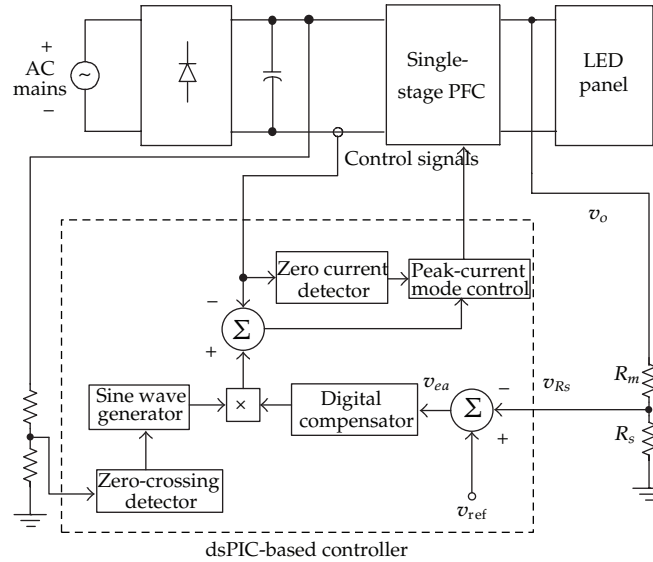 +
AC
mains
−
~
Single-
stage PFC
LED
panel
Control signals
v_o
Zero current
detector
Peak-current
mode control
−
Σ
+
Sine wave
generator
×
Digital
compensator
v_ea
Σ
−
+
v_Rs
R_m
R_s
Zero-crossing
detector
v_ref
dsPIC-based controller